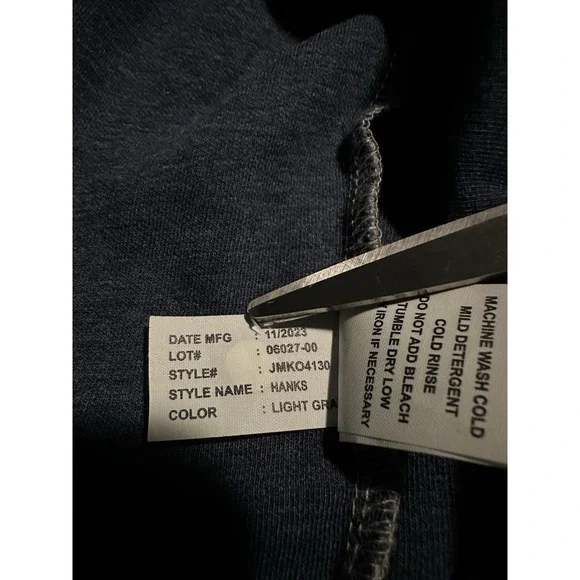 DATE MFG : 11/2023
LOT# : 06027-00
STYLE# : JMKO4130
STYLE NAME : HANKS
COLOR : LIGHT GRA
MACHINE WASH COLD
MILD DETERGENT
COLD RINSE
DO NOT ADD BLEACH
TUMBLE DRY LOW
IRON IF NECESSARY